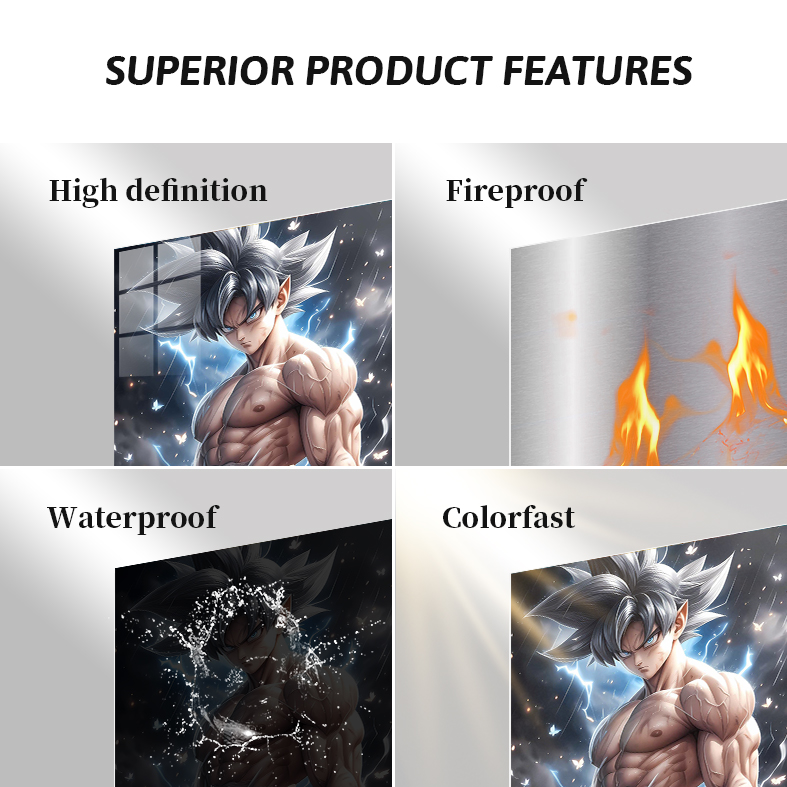 SUPERIOR PRODUCT FEATURES
High definition
Fireproof
Waterproof
Colorfast